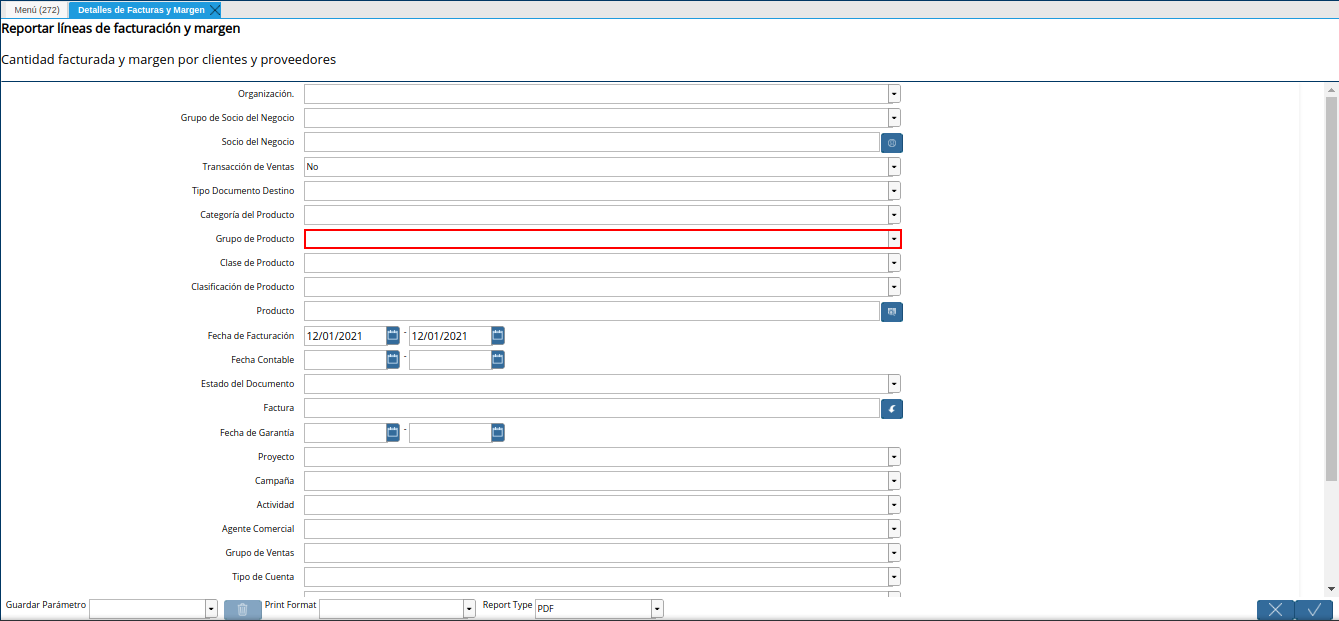 Menú (272) Detalles de Facturas y Margen
Reportar líneas de facturación y margen
Cantidad facturada y margen por clientes y proveedores
Organización.
Grupo de Socio del Negocio
Socio del Negocio
Transacción de Ventas No
Tipo Documento Destino
Categoría del Producto
Grupo de Producto
Clase de Producto
Clasificación de Producto
Producto
Fecha de Facturación 12/01/2021 - 12/01/2021
Fecha Contable -
Estado del Documento
Factura
Fecha de Garantía -
Proyecto
Campaña
Actividad
Agente Comercial
Grupo de Ventas
Tipo de Cuenta
Guardar Parámetro Print Format Report Type PDF